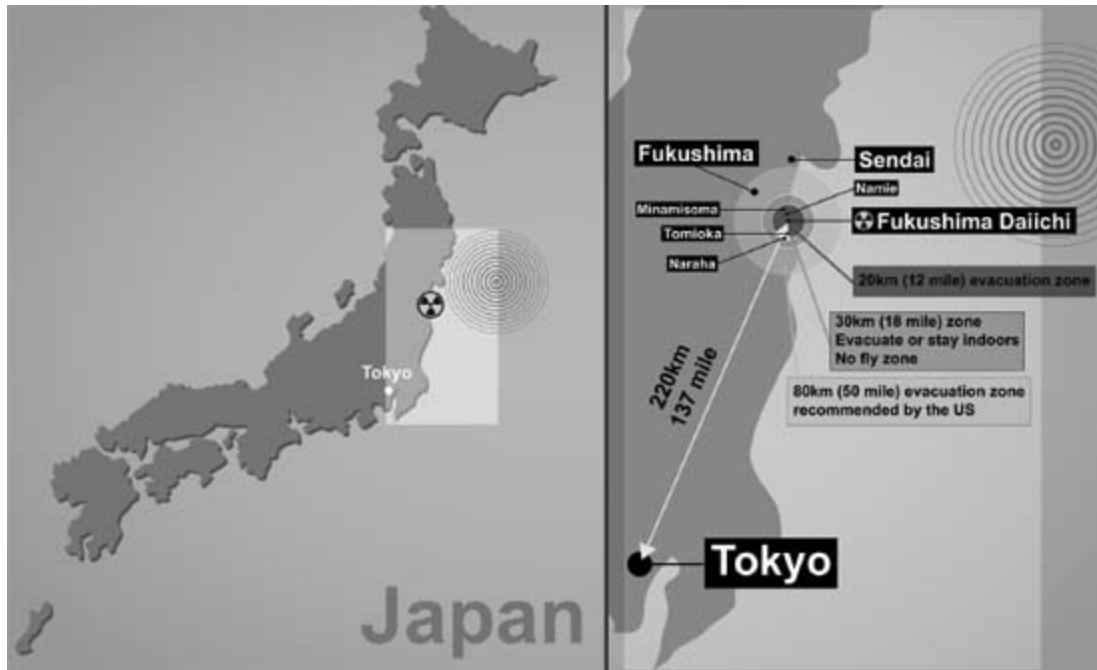 Tokyo
Japan
Fukushima
Sendai
Namie
Minamisoma
Fukushima Daiichi
Tomioka
Naraha
20km (12 mile) evacuation zone
30km (18 mile) zone
Evacuate or stay indoors
No fly zone
80km (50 mile) evacuation zone
recommended by the US
220km
137 mile
Tokyo